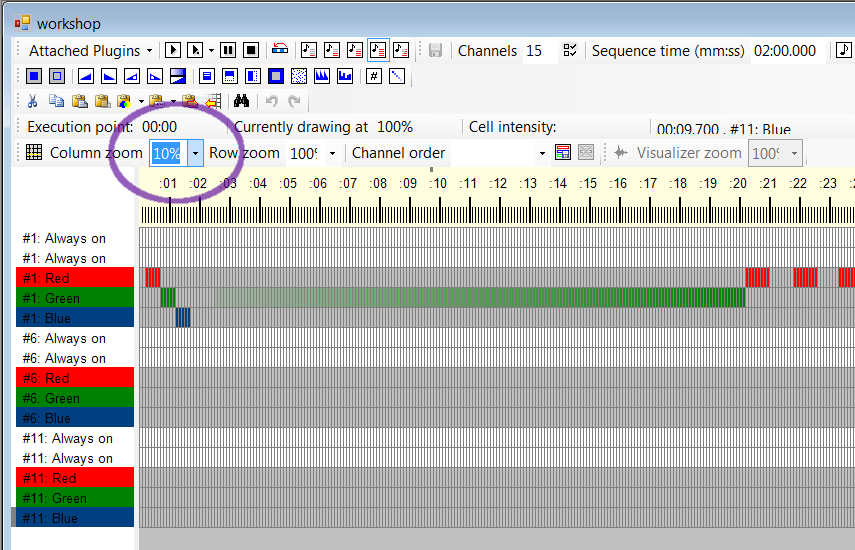 workshop
Attached Plugins Channels 15 Sequence time (mm:ss) 02:00.000
#
Execution point: 00:00 Currently drawing at 100% Cell intensity: 00:09.700 , #11: Blue
Column zoom 10% Row zoom 100% Channel order Visualizer zoom 100%
:01 :02 :03 :04 :05 :06 :07 :08 :09 :10 :11 :12 :13 :14 :15 :16 :17 :18 :19 :20 :21 :22 :23
#1: Always on
#1: Always on
#1: Red
#1: Green
#1: Blue
#6: Always on
#6: Always on
#6: Red
#6: Green
#6: Blue
#11: Always on
#11: Always on
#11: Red
#11: Green
#11: Blue